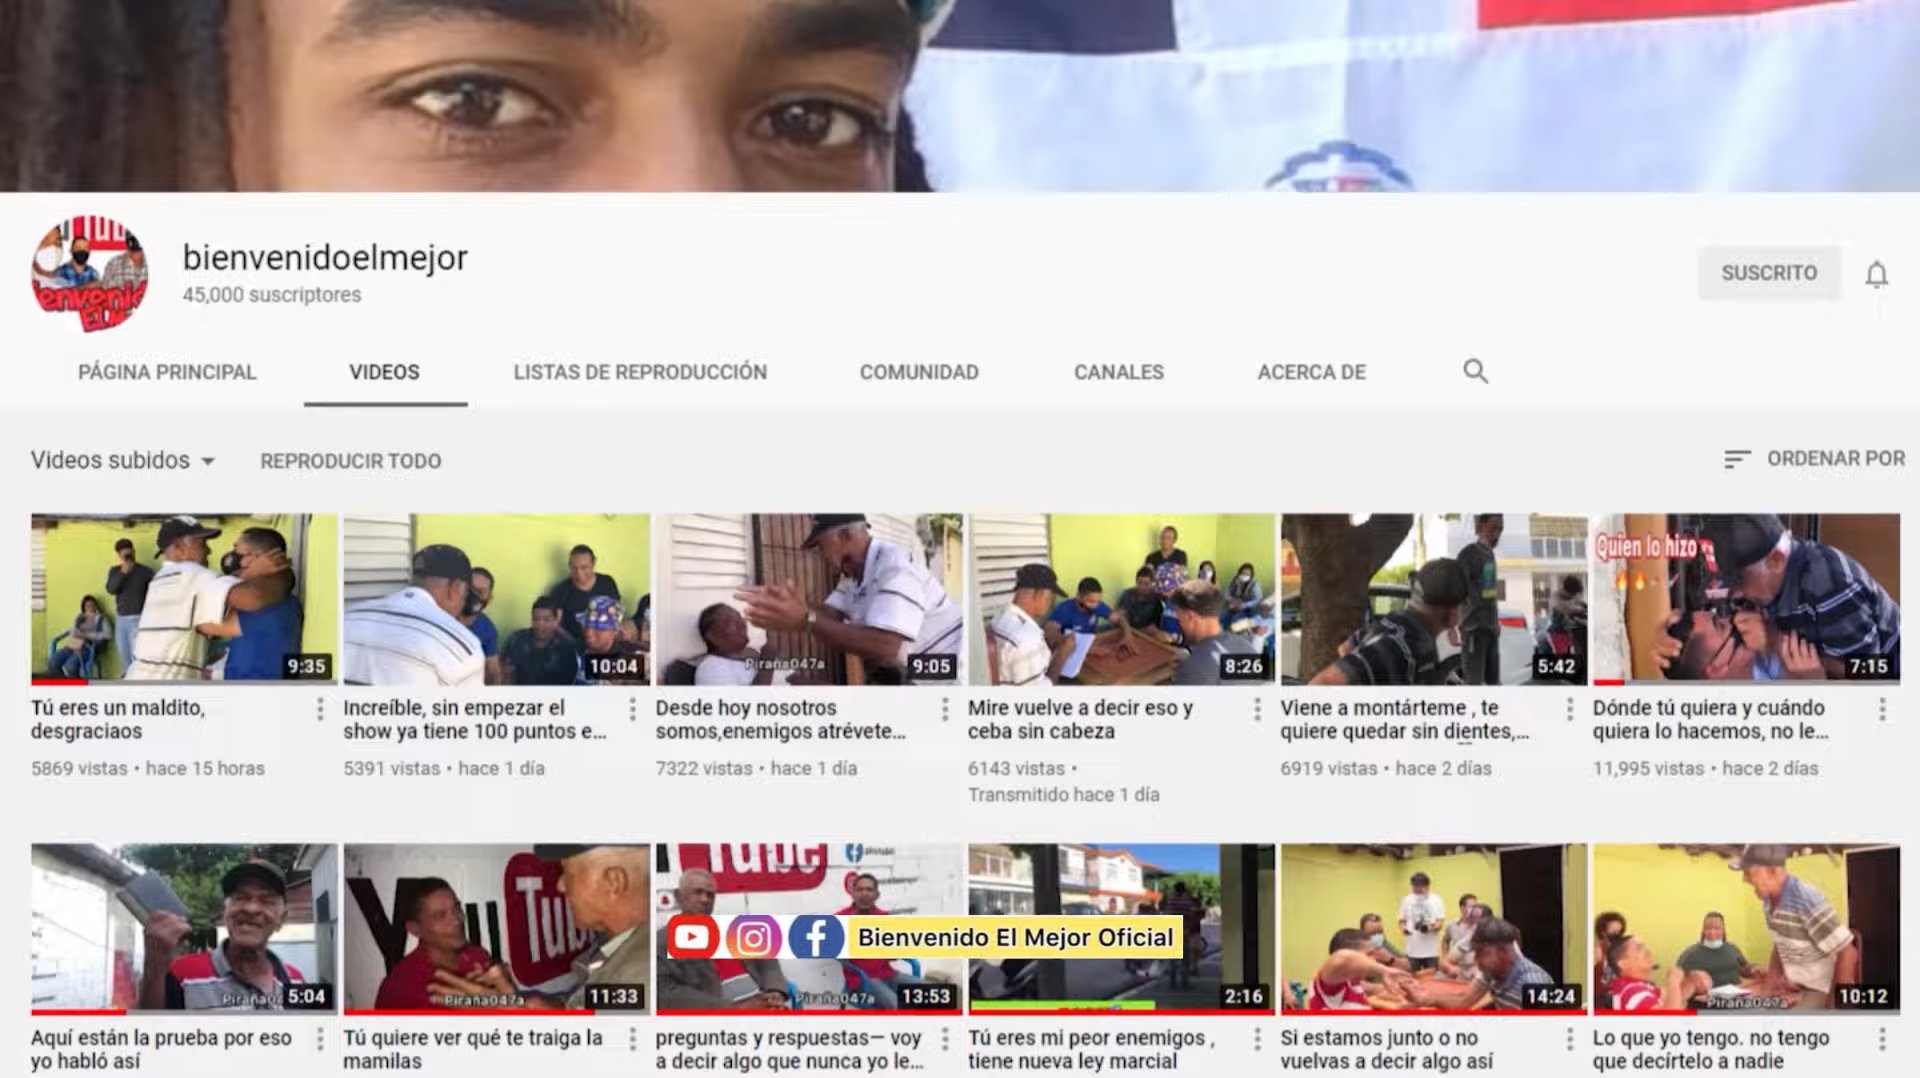 bienvenidoelmejor
45,000 suscriptores
SUSCRITO
PÁGINA PRINCIPAL
VIDEOS
LISTAS DE REPRODUCCIÓN
COMUNIDAD
CANALES
ACERCA DE
Videos subidos
REPRODUCIR TODO
ORDENAR POR
9:35
10:04
Piraña047a
9:05
8:26
5:42
Quien lo hizo
7:15
Tú eres un maldito,
desgraciaos
5869 vistas • hace 15 horas
Increíble, sin empezar el
show ya tiene 100 puntos e...
5391 vistas • hace 1 día
Desde hoy nosotros
somos,enemigos atrévete...
7322 vistas • hace 1 día
Mire vuelve a decir eso y
ceba sin cabeza
6143 vistas •
Transmitido hace 1 día
Viene a montárteme , te
quiere quedar sin dientes,...
6919 vistas • hace 2 días
Dónde tú quiera y cuándo
quiera lo hacemos, no le...
11,995 vistas • hace 2 días
5:04
YouTube
Piraña047a
11:33
Tube
Piraña047a
13:53
Bienvenido El Mejor Oficial
2:16
14:24
Piraña047a
10:12
Aquí están la prueba por eso
yo habló así
Tú quiere ver qué te traiga la
mamilas
preguntas y respuestas— voy
a decir algo que nunca yo le...
Tú eres mi peor enemigos ,
tiene nueva ley marcial
Si estamos junto o no
vuelvas a decir algo así
Lo que yo tengo. no tengo
que decírtelo a nadie